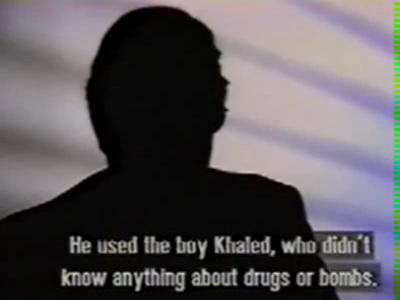 He used the boy Khaled, who didn't
know anything about drugs or bombs.